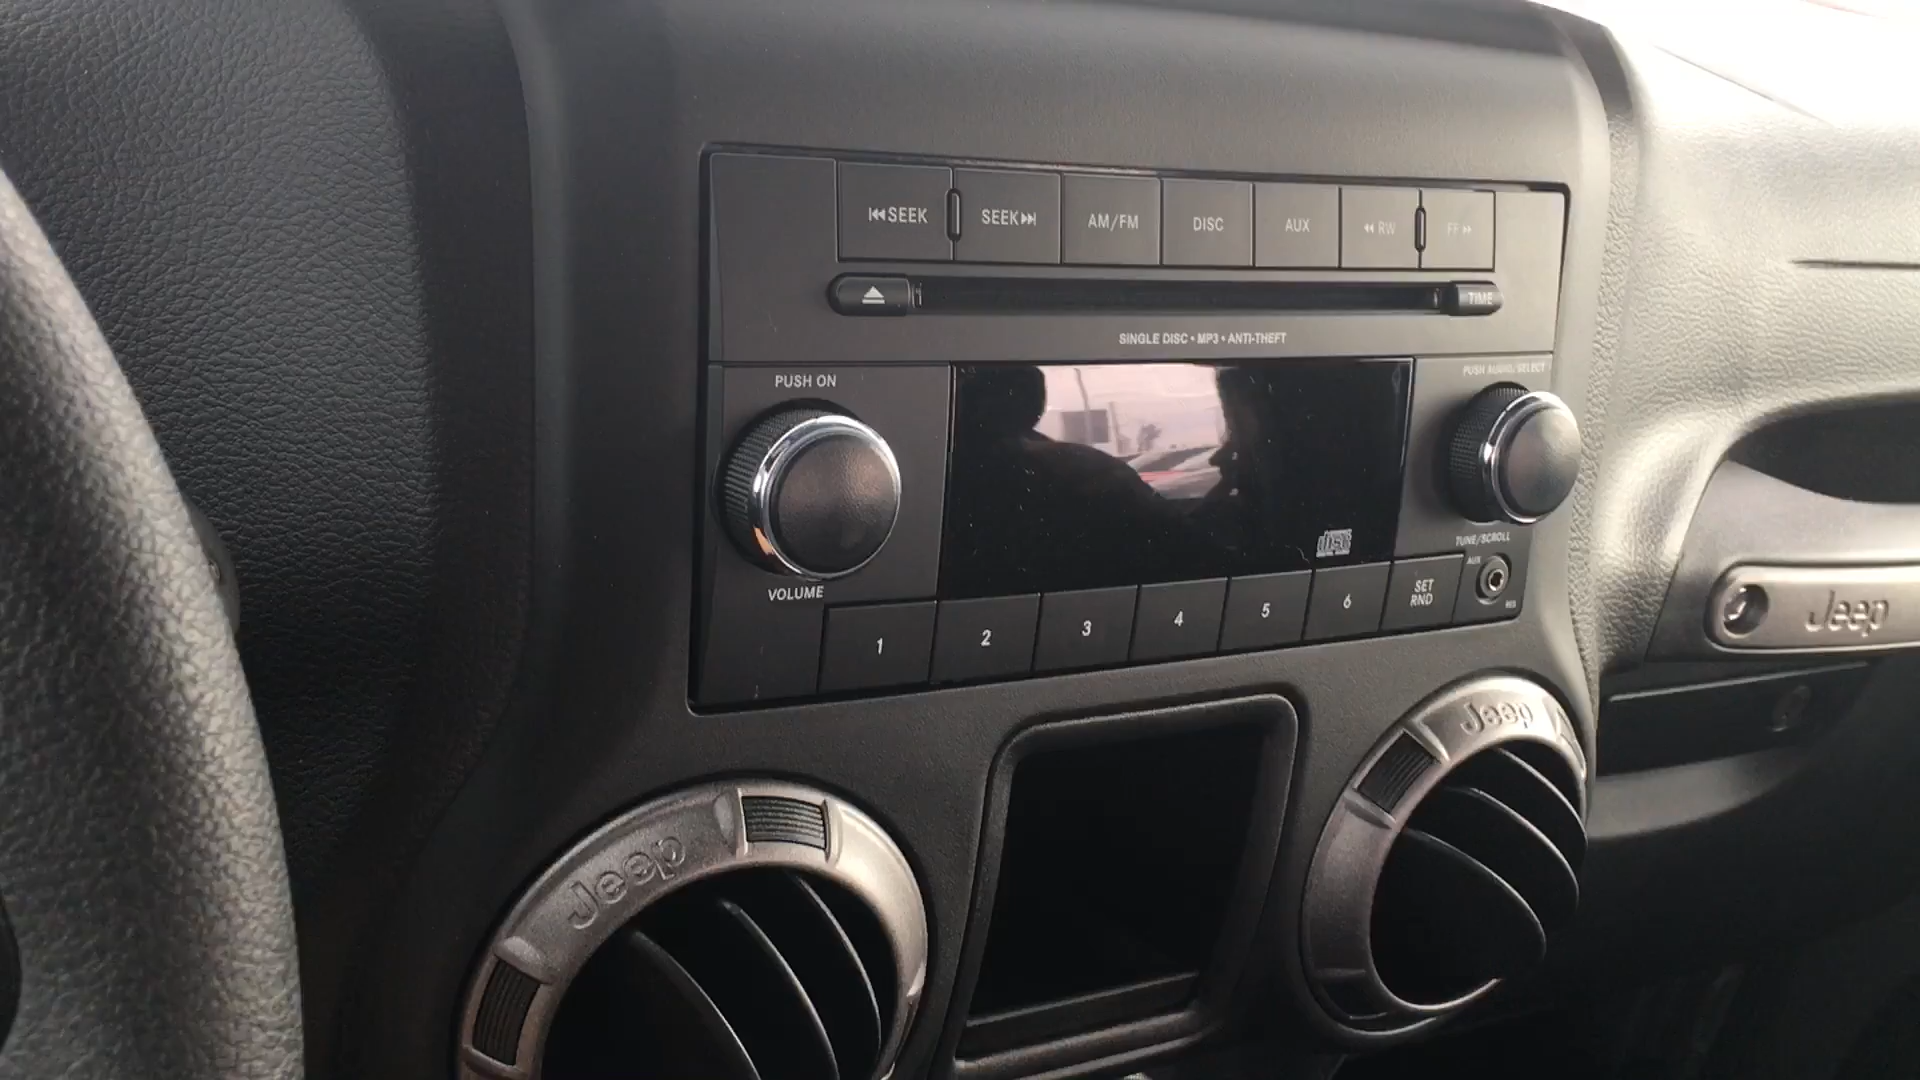 ⏮SEEK
SEEK⏭
AM/FM
DISC
AUX
◀◀ RW
FF ▶▶
TIME
SINGLE DISC • MP3 • ANTI-THEFT
PUSH ON
PUSH AUDIO/SELECT
VOLUME
disc
TUNE/SCROLL
AUX
1
2
3
4
5
6
SET
RND
Jeep
Jeep
Jeep